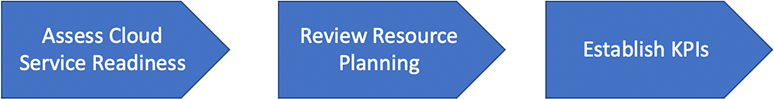 Assess Cloud
Service Readiness
Review Resource
Planning
Establish KPIs